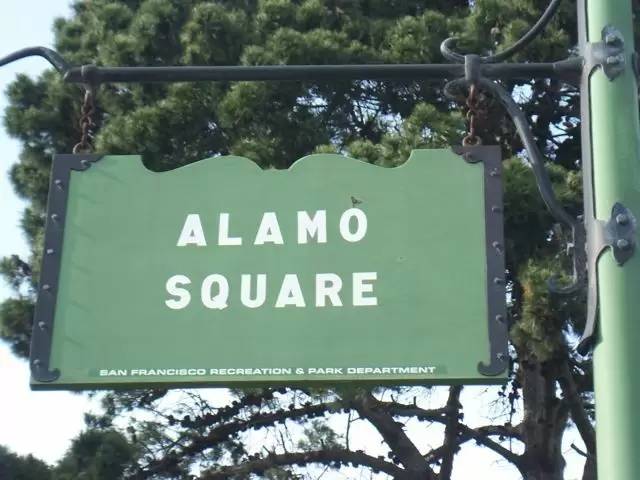 ALAMO
SQUARE
SAN FRANCISCO RECREATION & PARK DEPARTMENT